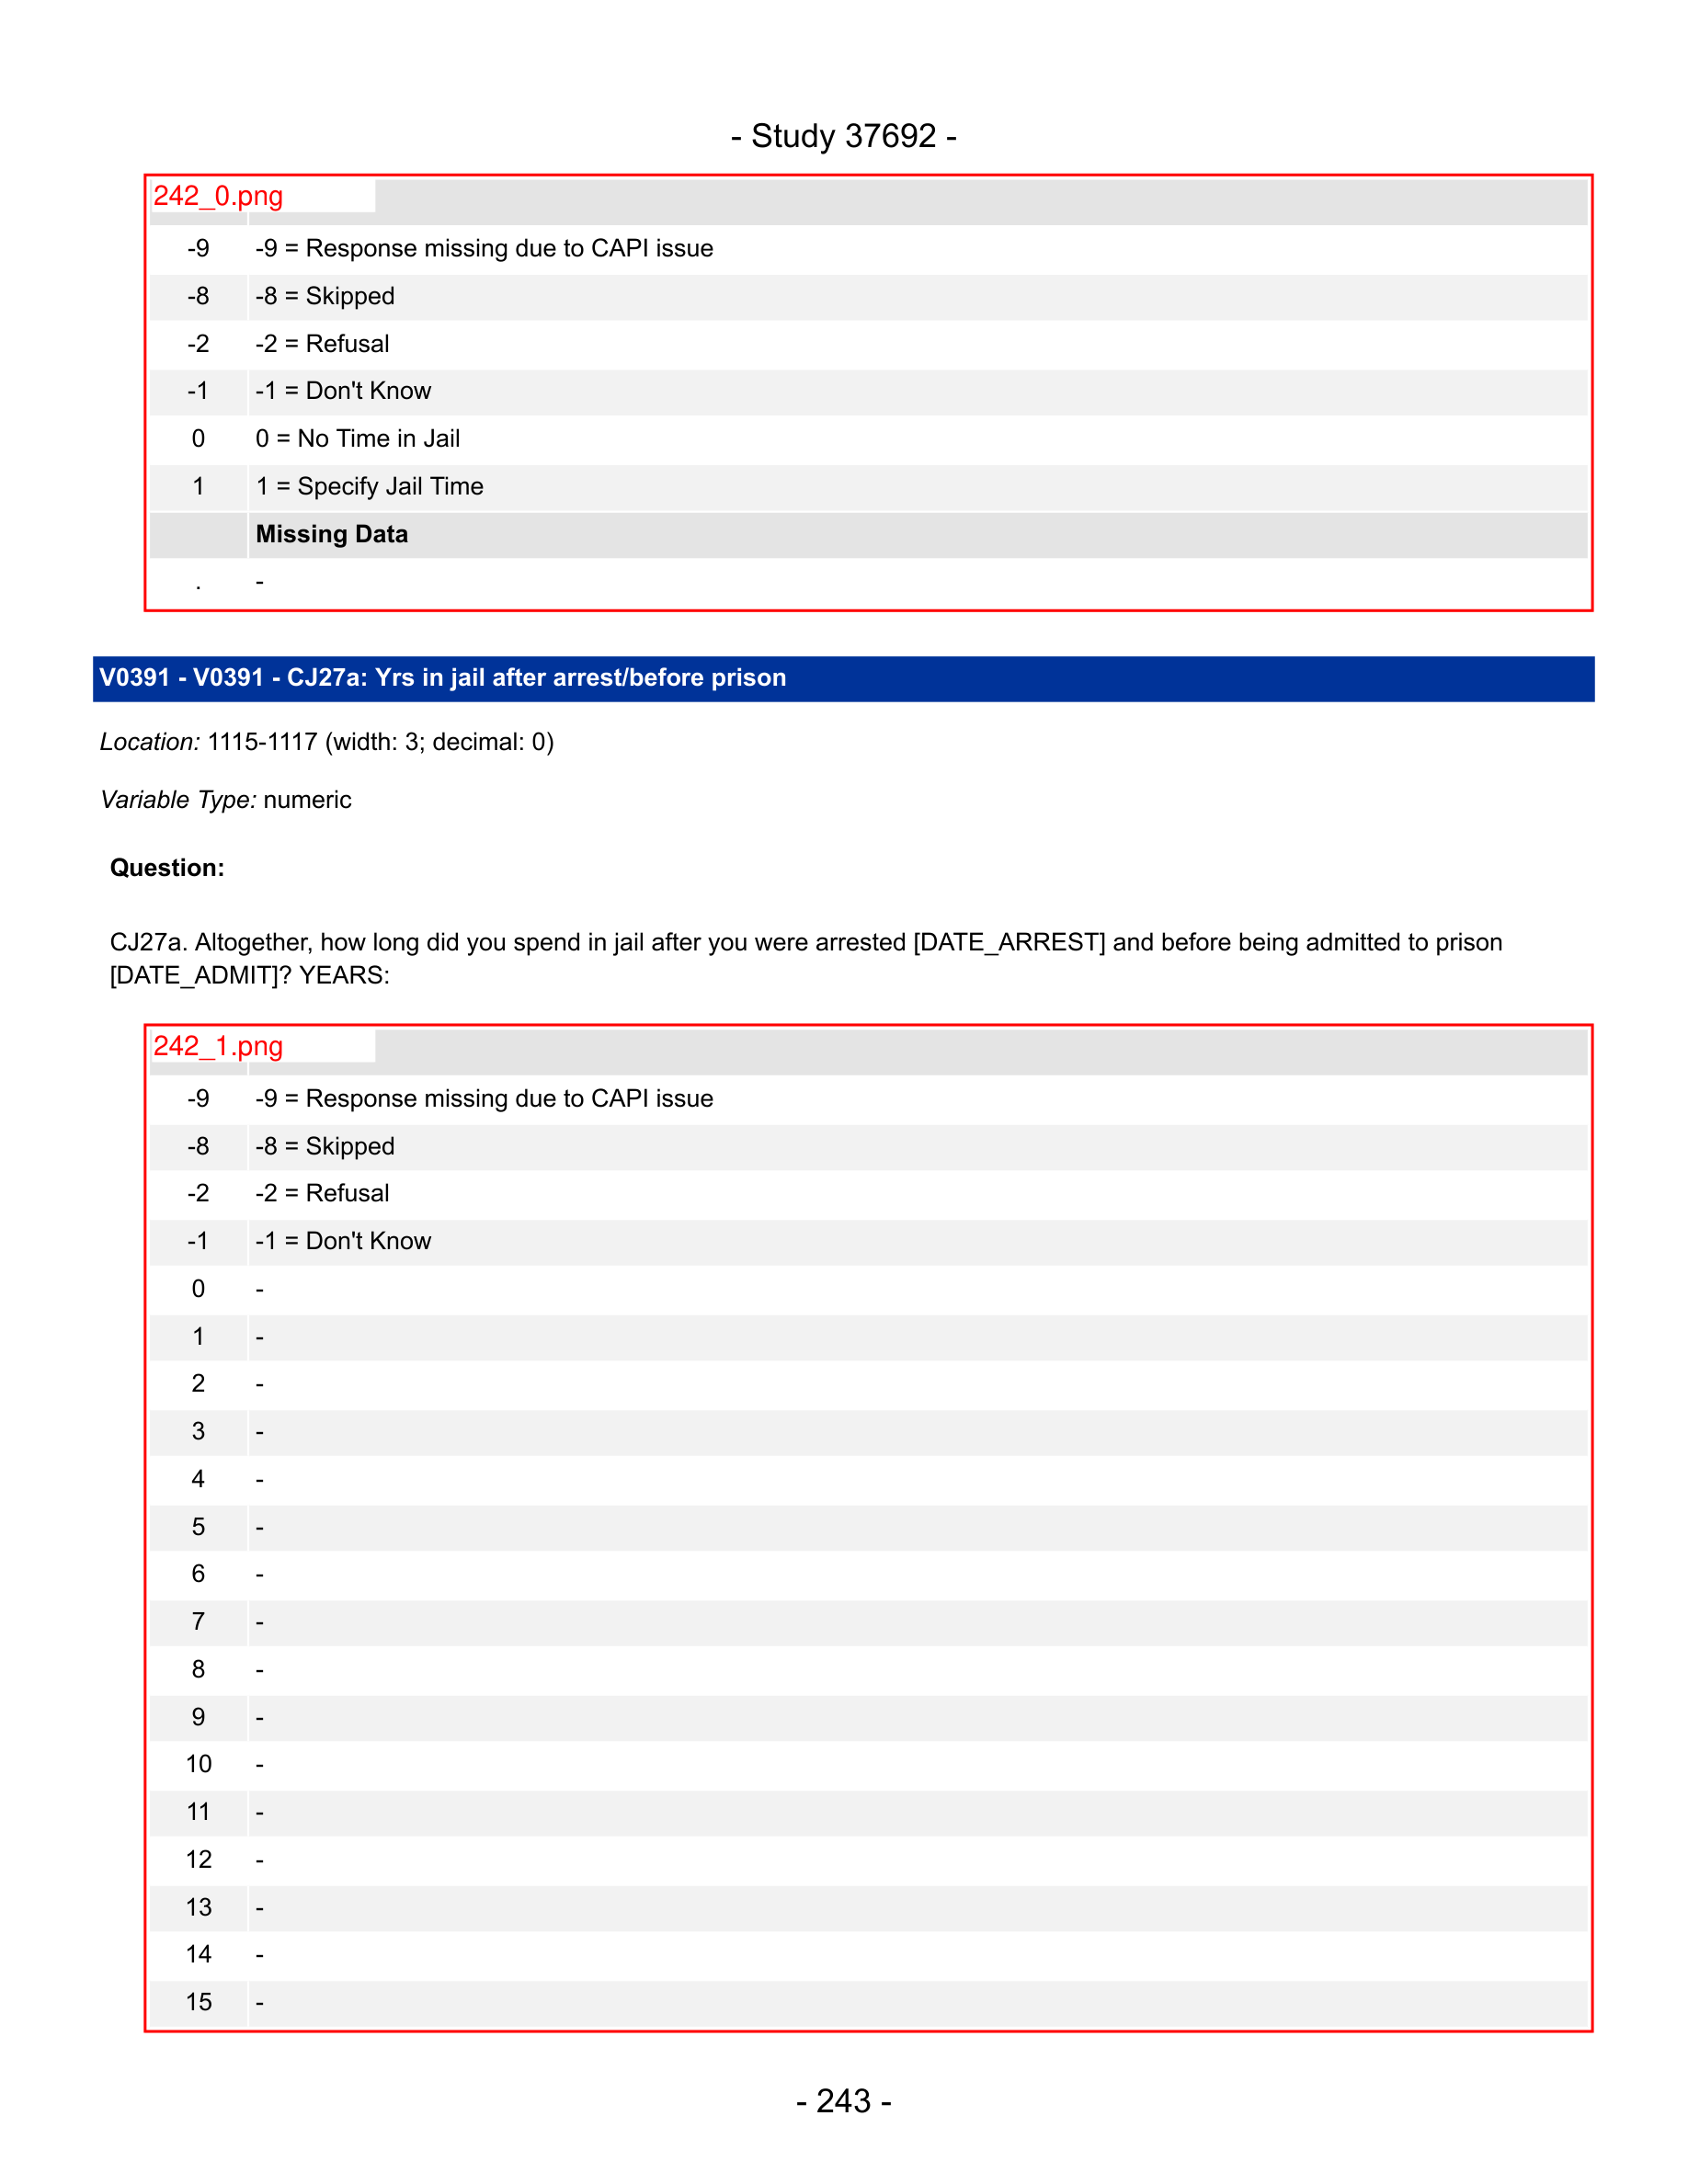 - Study 37692 -
242_0.png
-9 -9 = Response missing due to CAPI issue
-8 -8 = Skipped
-2 -2 = Refusal
-1 -1 = Don't Know
0 0 = No Time in Jail
1 1 = Specify Jail Time
Missing Data
. -
V0391 - V0391 - CJ27a: Yrs in jail after arrest/before prison
Location: 1115-1117 (width: 3; decimal: 0)
Variable Type: numeric
Question:
CJ27a. Altogether, how long did you spend in jail after you were arrested [DATE_ARREST] and before being admitted to prison
[DATE_ADMIT]? YEARS:
242_1.png
-9 -9 = Response missing due to CAPI issue
-8 -8 = Skipped
-2 -2 = Refusal
-1 -1 = Don't Know
0 -
1 -
2 -
3 -
4 -
5 -
6 -
7 -
8 -
9 -
10 -
11 -
12 -
13 -
14 -
15 -
- 243 -